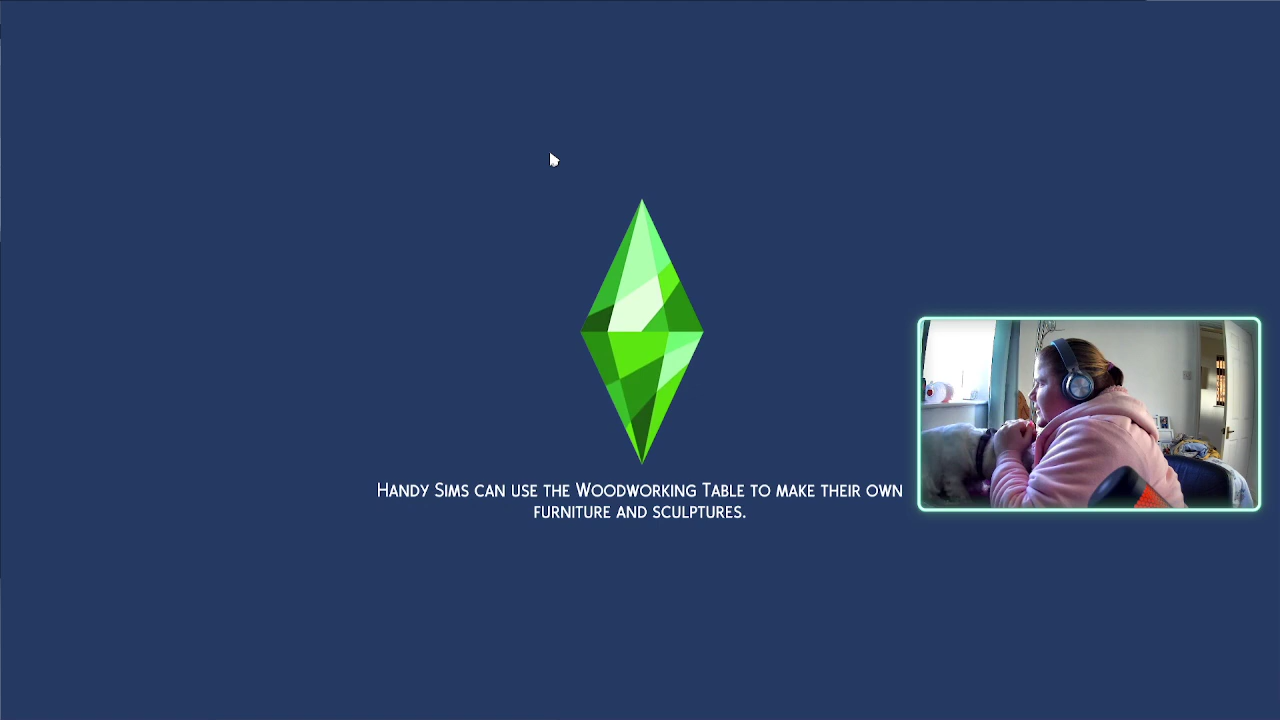 Handy Sims can use the Woodworking Table to make their own
furniture and sculptures.